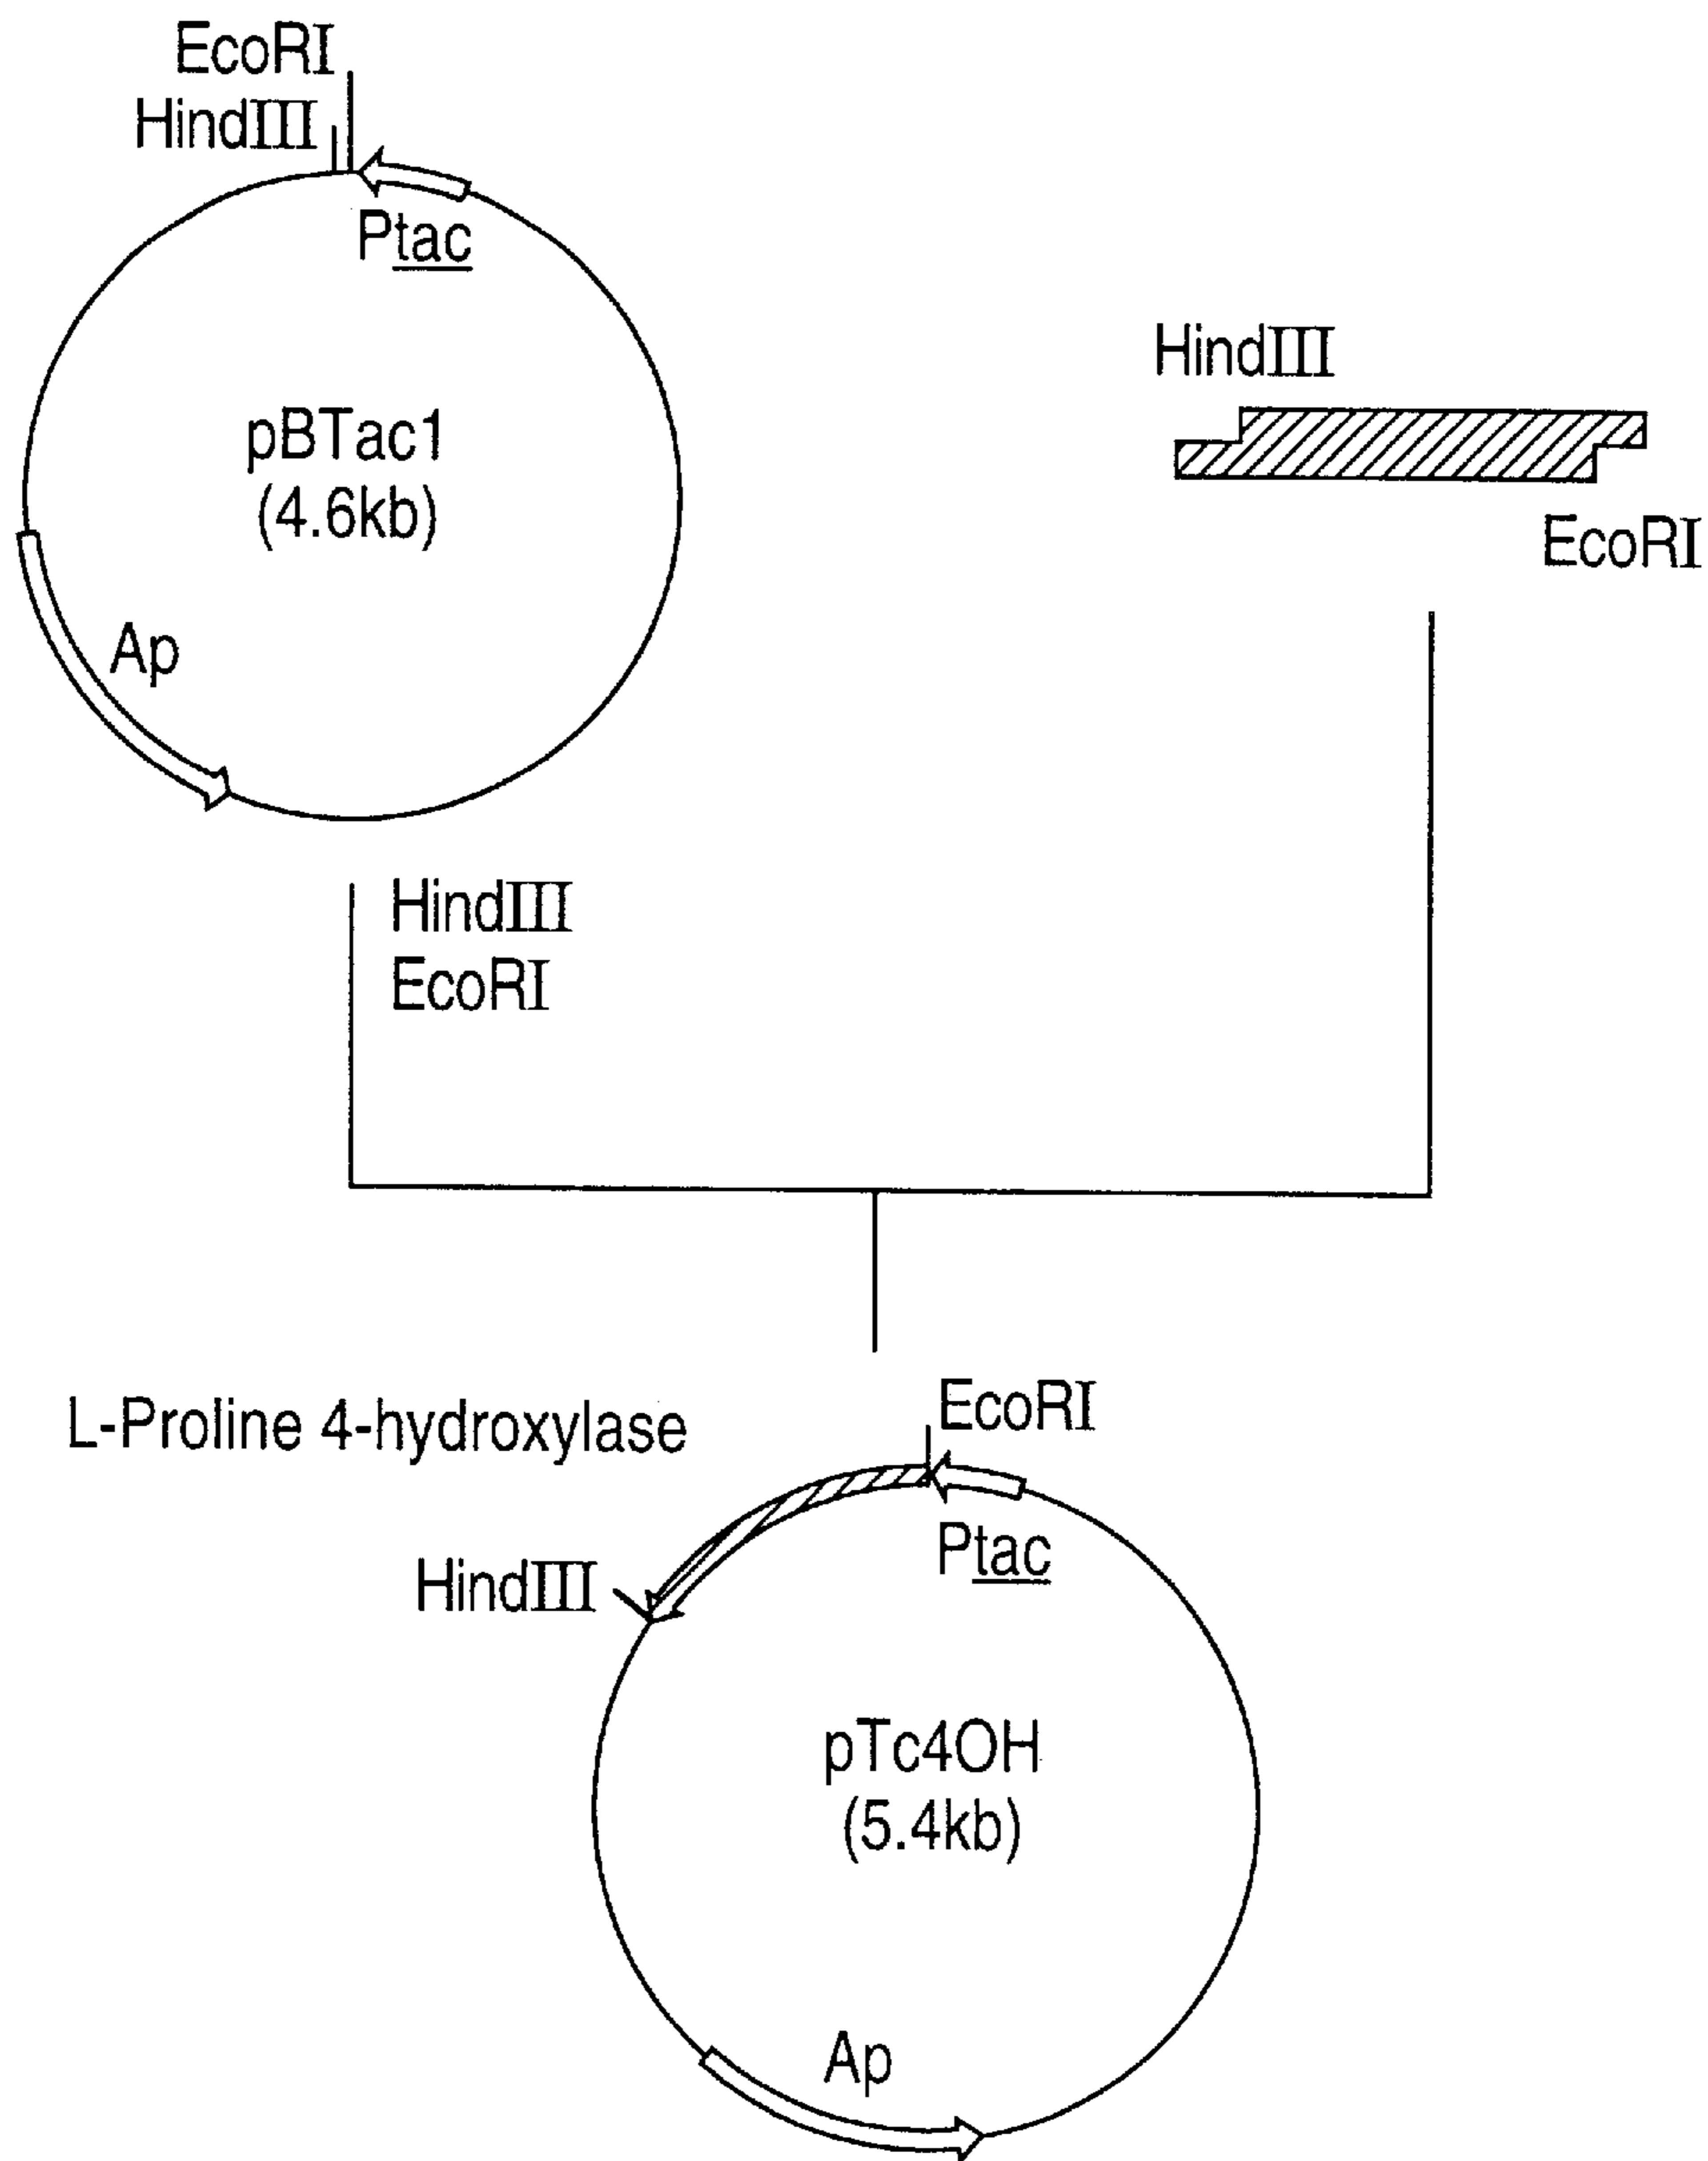 EcoRI
HindIII
Ptac
pBTac1
(4.6kb)
Ap
HindIII
EcoRI
HindIII
EcoRI
L-Proline 4-hydroxylase
EcoRI
Ptac
HindIII
pTc4OH
(5.4kb)
Ap